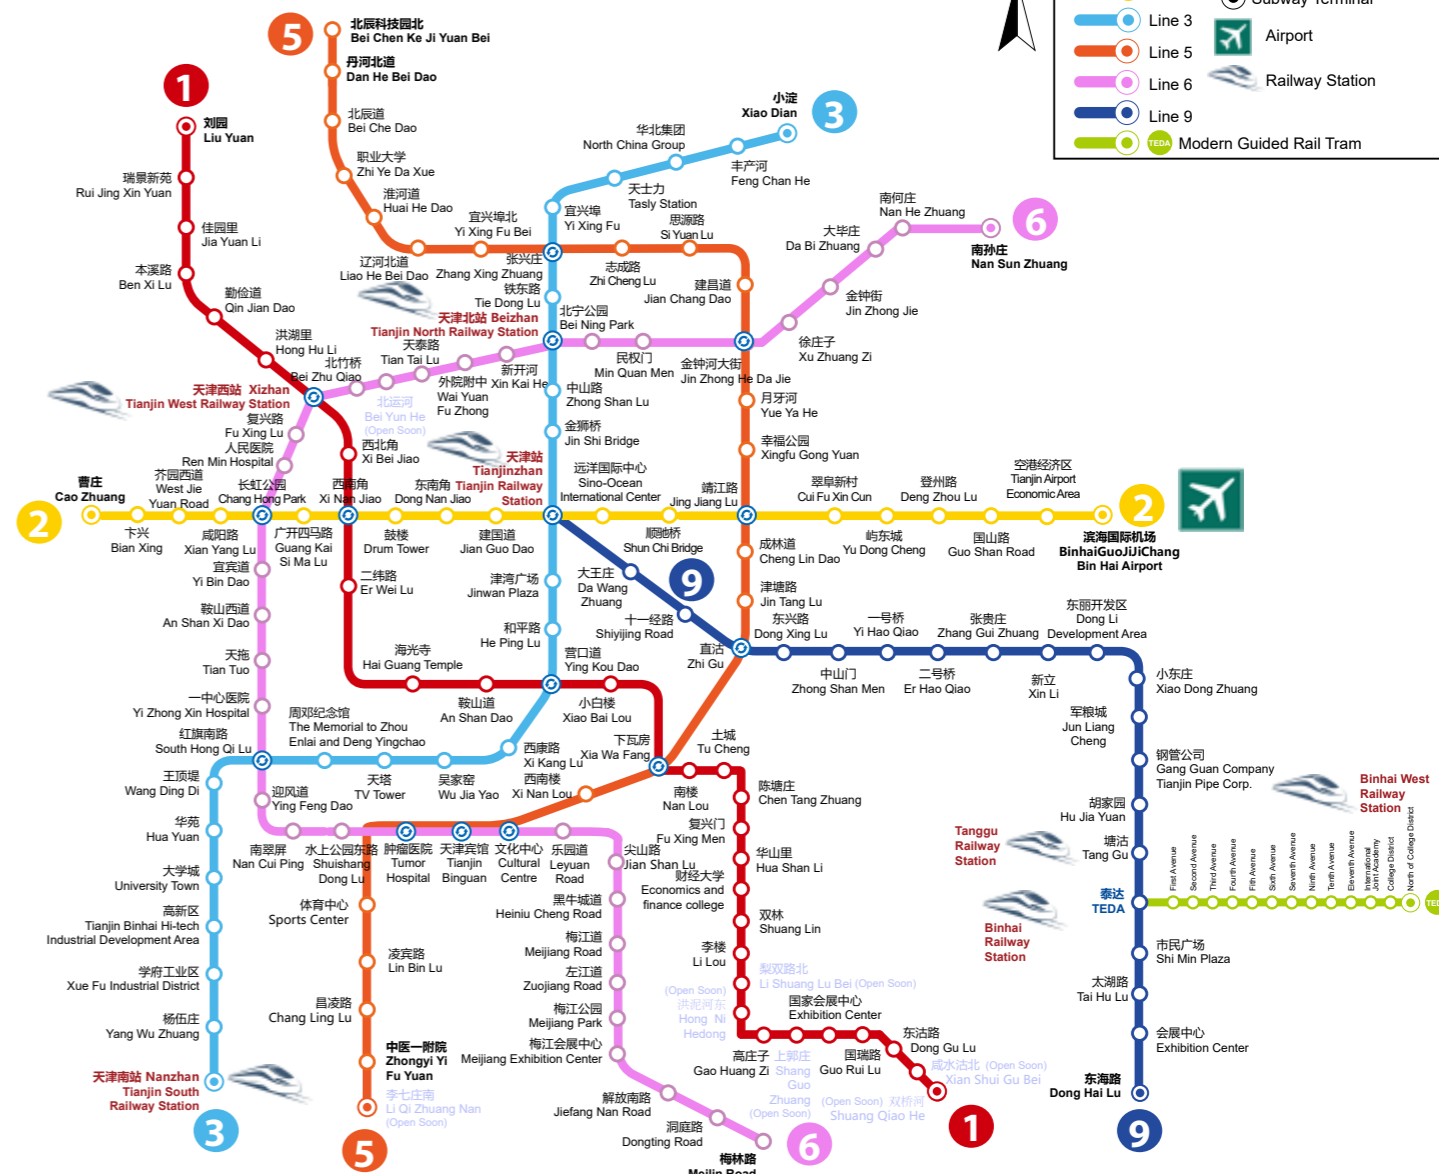 Subway Terminal
Line 3
Line 5
Airport
Line 6
Railway Station
Line 9
TEDA
Modern Guided Rail Tram
5
北辰科技园北
Bei Chen Ke Ji Yuan Bei
丹河北道
Dan He Bei Dao
北辰道
Bei Che Dao
职业大学
Zhi Ye Da Xue
淮河道
Huai He Dao
辽河北道
Liao He Bei Dao
宜兴埠北
Yi Xing Fu Bei
张兴庄
Zhang Xing Zhuang
志成路
Zhi Cheng Lu
思源路
Si Yuan Lu
建昌道
Jian Chang Dao
金钟河大街
Jin Zhong He Da Jie
月牙河
Yue Ya He
幸福公园
Xingfu Gong Yuan
靖江路
Jing Jiang Lu
成林道
Cheng Lin Dao
津塘路
Jin Tang Lu
直沽
Zhi Gu
1
刘园
Liu Yuan
瑞景新苑
Rui Jing Xin Yuan
佳园里
Jia Yuan Li
本溪路
Ben Xi Lu
勤俭道
Qin Jian Dao
洪湖里
Hong Hu Li
天津西站 Xizhan
Tianjin West Railway Station
西北角
Xi Bei Jiao
西南角
Xi Nan Jiao
二纬路
Er Wei Lu
海光寺
Hai Guang Temple
鞍山道
An Shan Dao
营口道
Ying Kou Dao
小白楼
Xiao Bai Lou
下瓦房
Xia Wa Fang
南楼
Nan Lou
土城
Tu Cheng
陈塘庄
Chen Tang Zhuang
复兴门
Fu Xing Men
华山里
Hua Shan Li
财经大学
Economics and
finance college
双林
Shuang Lin
李楼
Li Lou
梨双路北
Li Shuang Lu Bei (Open Soon)
(Open Soon)
洪泥河东
Hong Ni
Hedong
高庄子
Gao Huang Zi
上郭庄
Shang
Guo
Zhuang
(Open Soon)
国家会展中心
Exhibition Center
国瑞路
Guo Rui Lu
东沽路
Dong Gu Lu
咸水沽北 (Open Soon)
Xian Shui Gu Bei
(Open Soon) 双桥河
Shuang Qiao He
1
3
小淀
Xiao Dian
丰产河
Feng Chan He
华北集团
North China Group
天士力
Tasly Station
宜兴埠
Yi Xing Fu
铁东路
Tie Dong Lu
天津北站 Beizhan
Tianjin North Railway Station
中山路
Zhong Shan Lu
金狮桥
Jin Shi Bridge
天津站
Tianjinzhan
Tianjin Railway
Station
津湾广场
Jinwan Plaza
和平路
He Ping Lu
西康路
Xi Kang Lu
吴家窑
Wu Jia Yao
天塔
TV Tower
周邓纪念馆
The Memorial to Zhou
Enlai and Deng Yingchao
红旗南路
South Hong Qi Lu
王顶堤
Wang Ding Di
华苑
Hua Yuan
大学城
University Town
高新区
Tianjin Binhai Hi-tech
Industrial Development Area
学府工业区
Xue Fu Industrial District
杨伍庄
Yang Wu Zhuang
天津南站 Nanzhan
Tianjin South
Railway Station
3
6
南孙庄
Nan Sun Zhuang
南何庄
Nan He Zhuang
大毕庄
Da Bi Zhuang
金钟街
Jin Zhong Jie
徐庄子
Xu Zhuang Zi
民权门
Min Quan Men
北宁公园
Bei Ning Park
新开河
Xin Kai He
外院附中
Wai Yuan
Fu Zhong
天泰路
Tian Tai Lu
北运河
Bei Yun He
(Open Soon)
北竹桥
Bei Zhu Qiao
复兴路
Fu Xing Lu
人民医院
Ren Min Hospital
长虹公园
Chang Hong Park
宜宾道
Yi Bin Dao
鞍山西道
An Shan Xi Dao
天拖
Tian Tuo
一中心医院
Yi Zhong Xin Hospital
迎风道
Ying Feng Dao
南翠屏
Nan Cui Ping
水上公园东路
Shuishang
Dong Lu
肿瘤医院
Tumor
Hospital
天津宾馆
Tianjin
Binguan
文化中心
Cultural
Centre
乐园道
Leyuan
Road
尖山路
Jian Shan Lu
黑牛城道
Heiniu Cheng Road
梅江道
Meijiang Road
左江道
Zuojiang Road
梅江公园
Meijiang Park
梅江会展中心
Meijiang Exhibition Center
解放南路
Jiefang Nan Road
洞庭路
Dongting Road
梅林路
Meilin Road
6
2
曹庄
Cao Zhuang
卞兴
Bian Xing
芥园西道
West Jie
Yuan Road
咸阳路
Xian Yang Lu
广开四马路
Guang Kai
Si Ma Lu
鼓楼
Drum Tower
东南角
Dong Nan Jiao
建国道
Jian Guo Dao
远洋国际中心
Sino-Ocean
International Center
顺驰桥
Shun Chi Bridge
翠阜新村
Cui Fu Xin Cun
屿东城
Yu Dong Cheng
登州路
Deng Zhou Lu
国山路
Guo Shan Road
空港经济区
Tianjin Airport
Economic Area
滨海国际机场
BinhaiGuoJiJiChang
Bin Hai Airport
2
9
大王庄
Da Wang
Zhuang
十一经路
Shiyijing Road
东兴路
Dong Xing Lu
中山门
Zhong Shan Men
一号桥
Yi Hao Qiao
二号桥
Er Hao Qiao
张贵庄
Zhang Gui Zhuang
新立
Xin Li
东丽开发区
Dong Li
Development Area
小东庄
Xiao Dong Zhuang
军粮城
Jun Liang
Cheng
钢管公司
Gang Guan Company
Tianjin Pipe Corp.
胡家园
Hu Jia Yuan
塘沽
Tang Gu
泰达
TEDA
市民广场
Shi Min Plaza
太湖路
Tai Hu Lu
会展中心
Exhibition Center
东海路
Dong Hai Lu
9
Binhai West
Railway
Station
Tanggu
Railway
Station
Binhai
Railway
Station
First Avenue
Second Avenue
Third Avenue
Fourth Avenue
Fith Avenue
Sixth Avenue
Seventh Avenue
Ninth Avenue
Tenth Avenue
Eleventh Avenue
International
Joint Academy
College District
North of College District
西南楼
Xi Nan Lou
体育中心
Sports Center
凌宾路
Lin Bin Lu
昌凌路
Chang Ling Lu
中医一附院
Zhongyi Yi
Fu Yuan
李七庄南
Li Qi Zhuang Nan
(Open Soon)
5